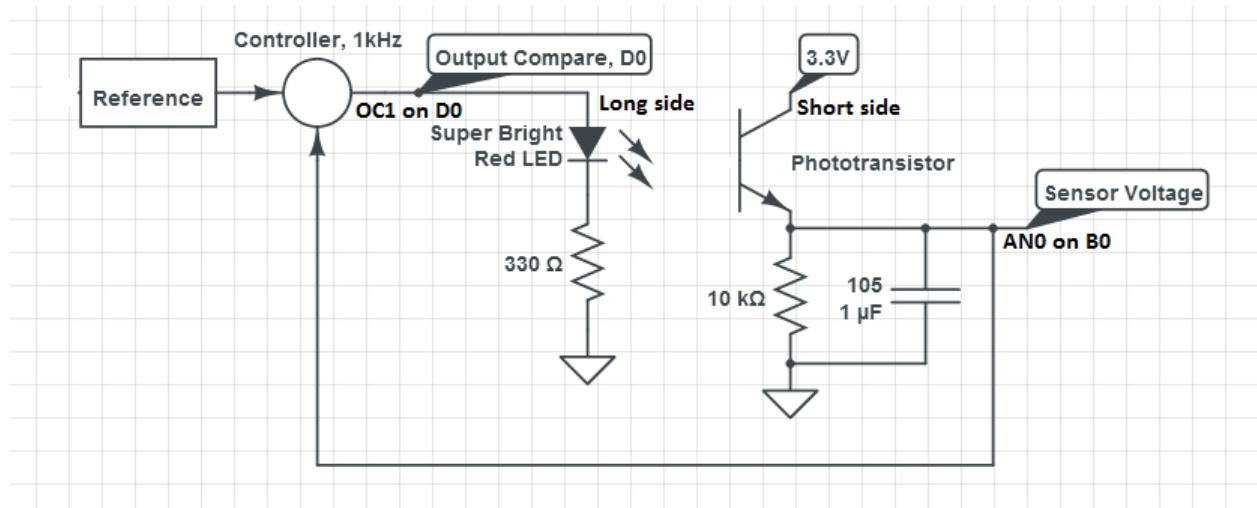 Controller, 1kHz
Output Compare, D0
3.3V
Reference
OC1 on D0
Long side
Short side
Super Bright
Red LED
Phototransistor
Sensor Voltage
AN0 on B0
330 Ω
10 kΩ
105
1 µF